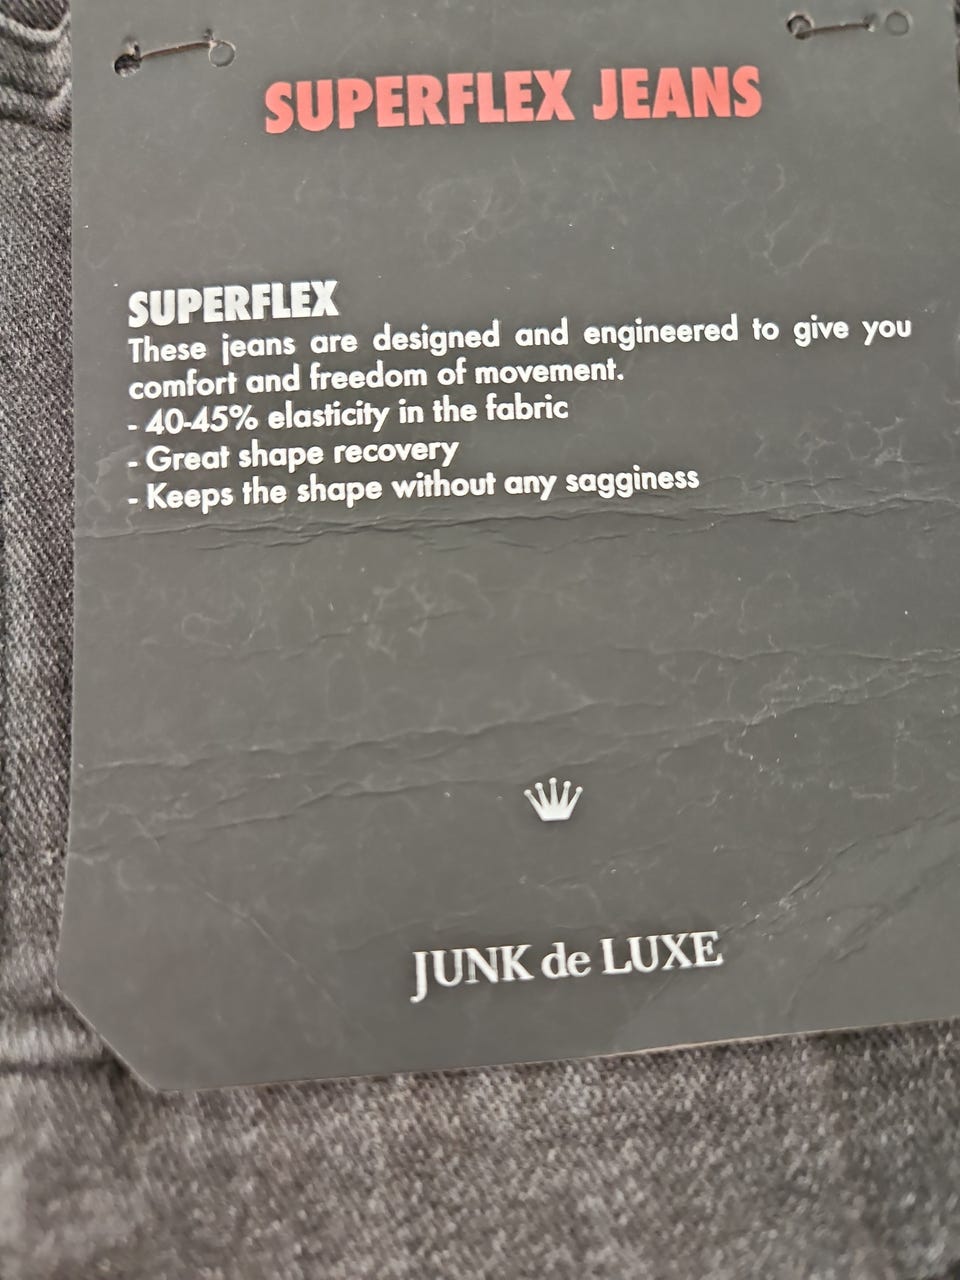 SUPERFLEX JEANS
SUPERFLEX
These jeans are designed and engineered to give you
comfort and freedom of movement.
- 40-45% elasticity in the fabric
- Great shape recovery
- Keeps the shape without any sagginess
JUNK de LUXE